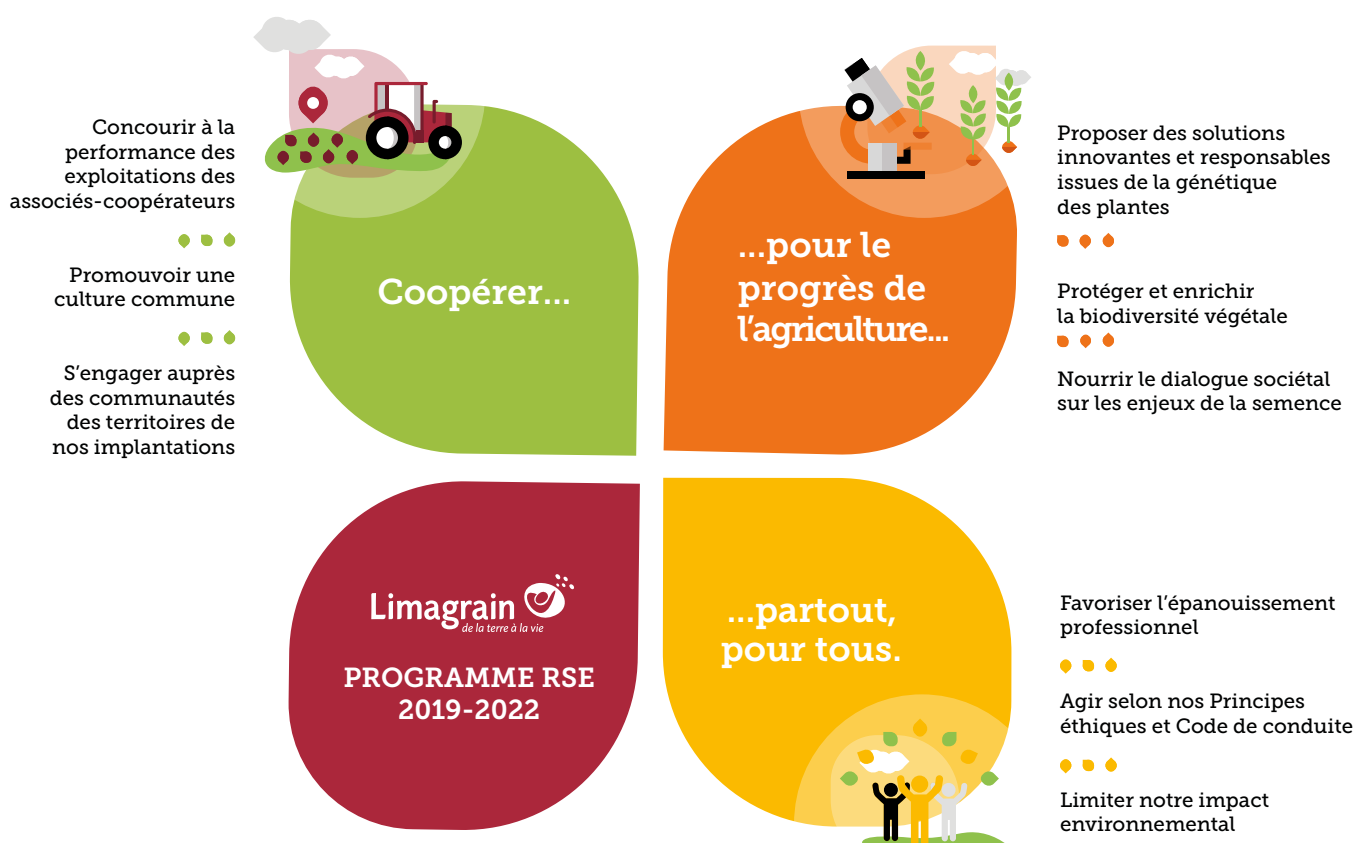 Concourir à la
performance des
exploitations des
associés-coopérateurs
Promouvoir une
culture commune
S’engager auprès
des communautés
des territoires de
nos implantations
Coopérer...
...pour le
progrès de
l’agriculture...
Proposer des solutions
innovantes et responsables
issues de la génétique
des plantes
Protéger et enrichir
la biodiversité végétale
Nourrir le dialogue sociétal
sur les enjeux de la semence
Limagrain
de la terre à la vie
PROGRAMME RSE
2019-2022
...partout,
pour tous.
Favoriser l’épanouissement
professionnel
Agir selon nos Principes
éthiques et Code de conduite
Limiter notre impact
environnemental